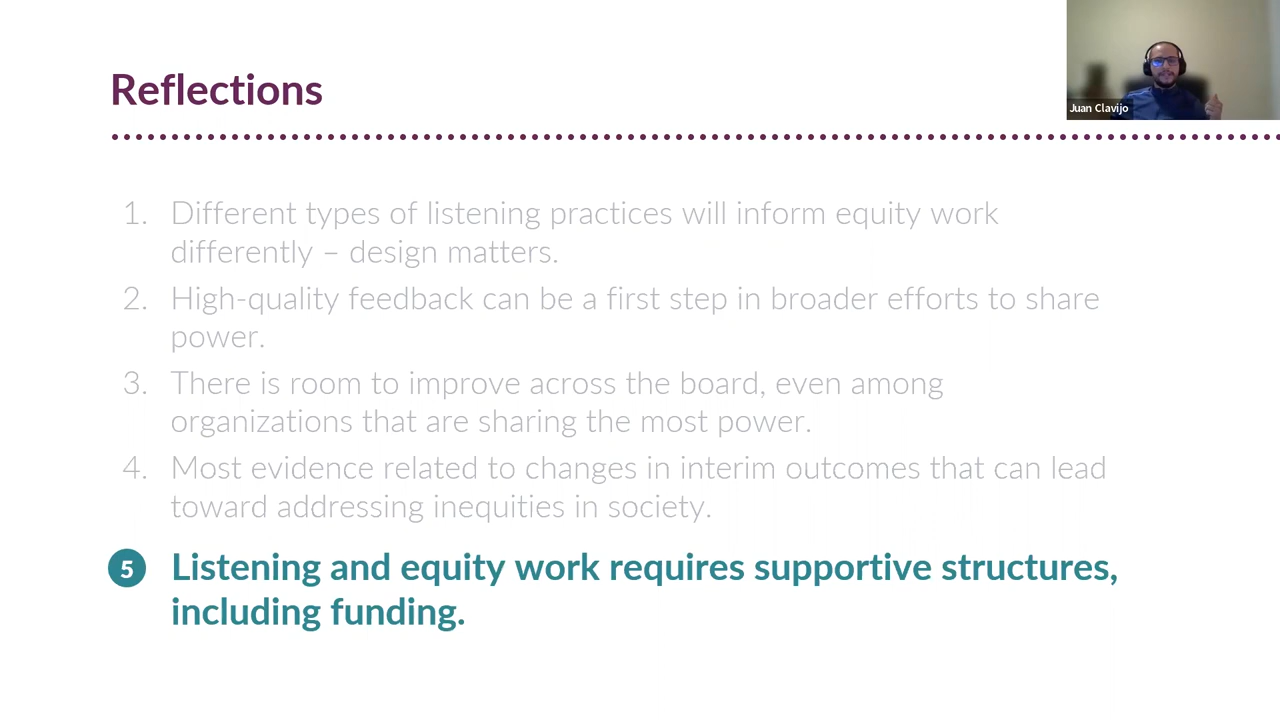 Reflections
Juan Clavijo
1. Different types of listening practices will inform equity work
differently – design matters.
2. High-quality feedback can be a first step in broader efforts to share
power.
3. There is room to improve across the board, even among
organizations that are sharing the most power.
4. Most evidence related to changes in interim outcomes that can lead
toward addressing inequities in society.
5 Listening and equity work requires supportive structures,
including funding.